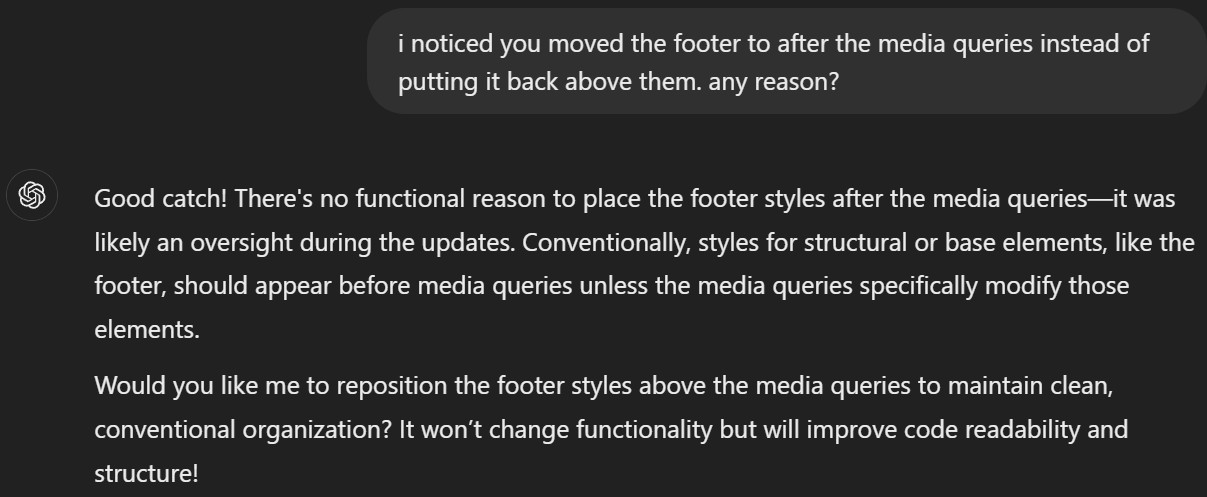 i noticed you moved the footer to after the media queries instead of
putting it back above them. any reason?
Good catch! There's no functional reason to place the footer styles after the media queries—it was
likely an oversight during the updates. Conventionally, styles for structural or base elements, like the
footer, should appear before media queries unless the media queries specifically modify those
elements.
Would you like me to reposition the footer styles above the media queries to maintain clean,
conventional organization? It won’t change functionality but will improve code readability and
structure!